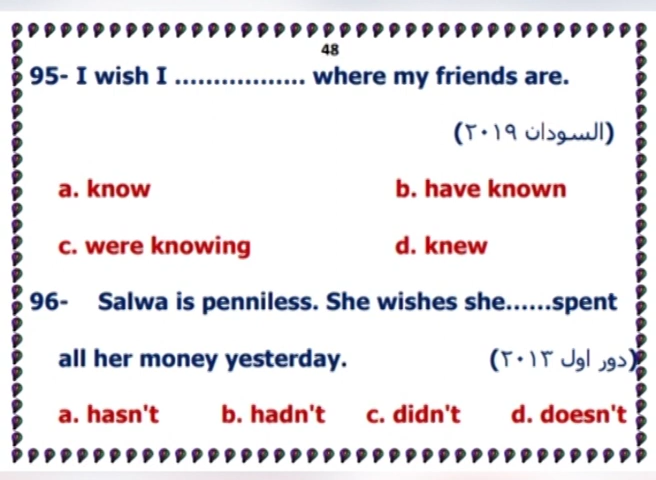 48
95- I wish I ................. where my friends are.
(السودان ٢٠١٩)
a. know b. have known
c. were knowing d. knew
96- Salwa is penniless. She wishes she......spent
all her money yesterday. (دور اول ٢٠١٣)
a. hasn't b. hadn't c. didn't d. doesn't